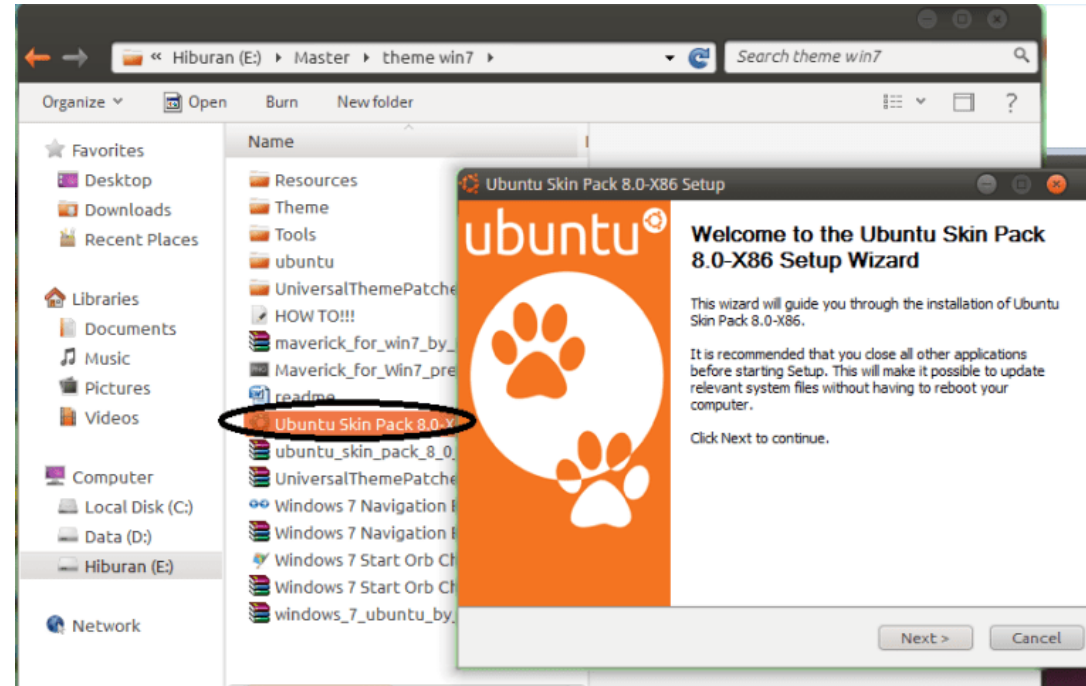 « Hiburan (E:) ▸ Master ▸ theme win7 ▸
Search theme win7
Organize
Open
Burn
New folder
?
Favorites
Desktop
Downloads
Recent Places
Libraries
Documents
Music
Pictures
Videos
Computer
Local Disk (C:)
Data (D:)
Hiburan (E:)
Network
Name
Resources
Theme
Tools
ubuntu
UniversalThemePatche
HOW TO!!!
maverick_for_win7_by_
Maverick_for_Win7_pre
readme
Ubuntu Skin Pack 8.0-X
ubuntu_skin_pack_8_0_
UniversalThemePatche
Windows 7 Navigation
Windows 7 Navigation
Windows 7 Start Orb Ch
Windows 7 Start Orb Ch
windows_7_ubuntu_by_
Ubuntu Skin Pack 8.0-X86 Setup
ubuntu
Welcome to the Ubuntu Skin Pack
8.0-X86 Setup Wizard
This wizard will guide you through the installation of Ubuntu
Skin Pack 8.0-X86.
It is recommended that you close all other applications
before starting Setup. This will make it possible to update
relevant system files without having to reboot your
computer.
Click Next to continue.
Next >
Cancel